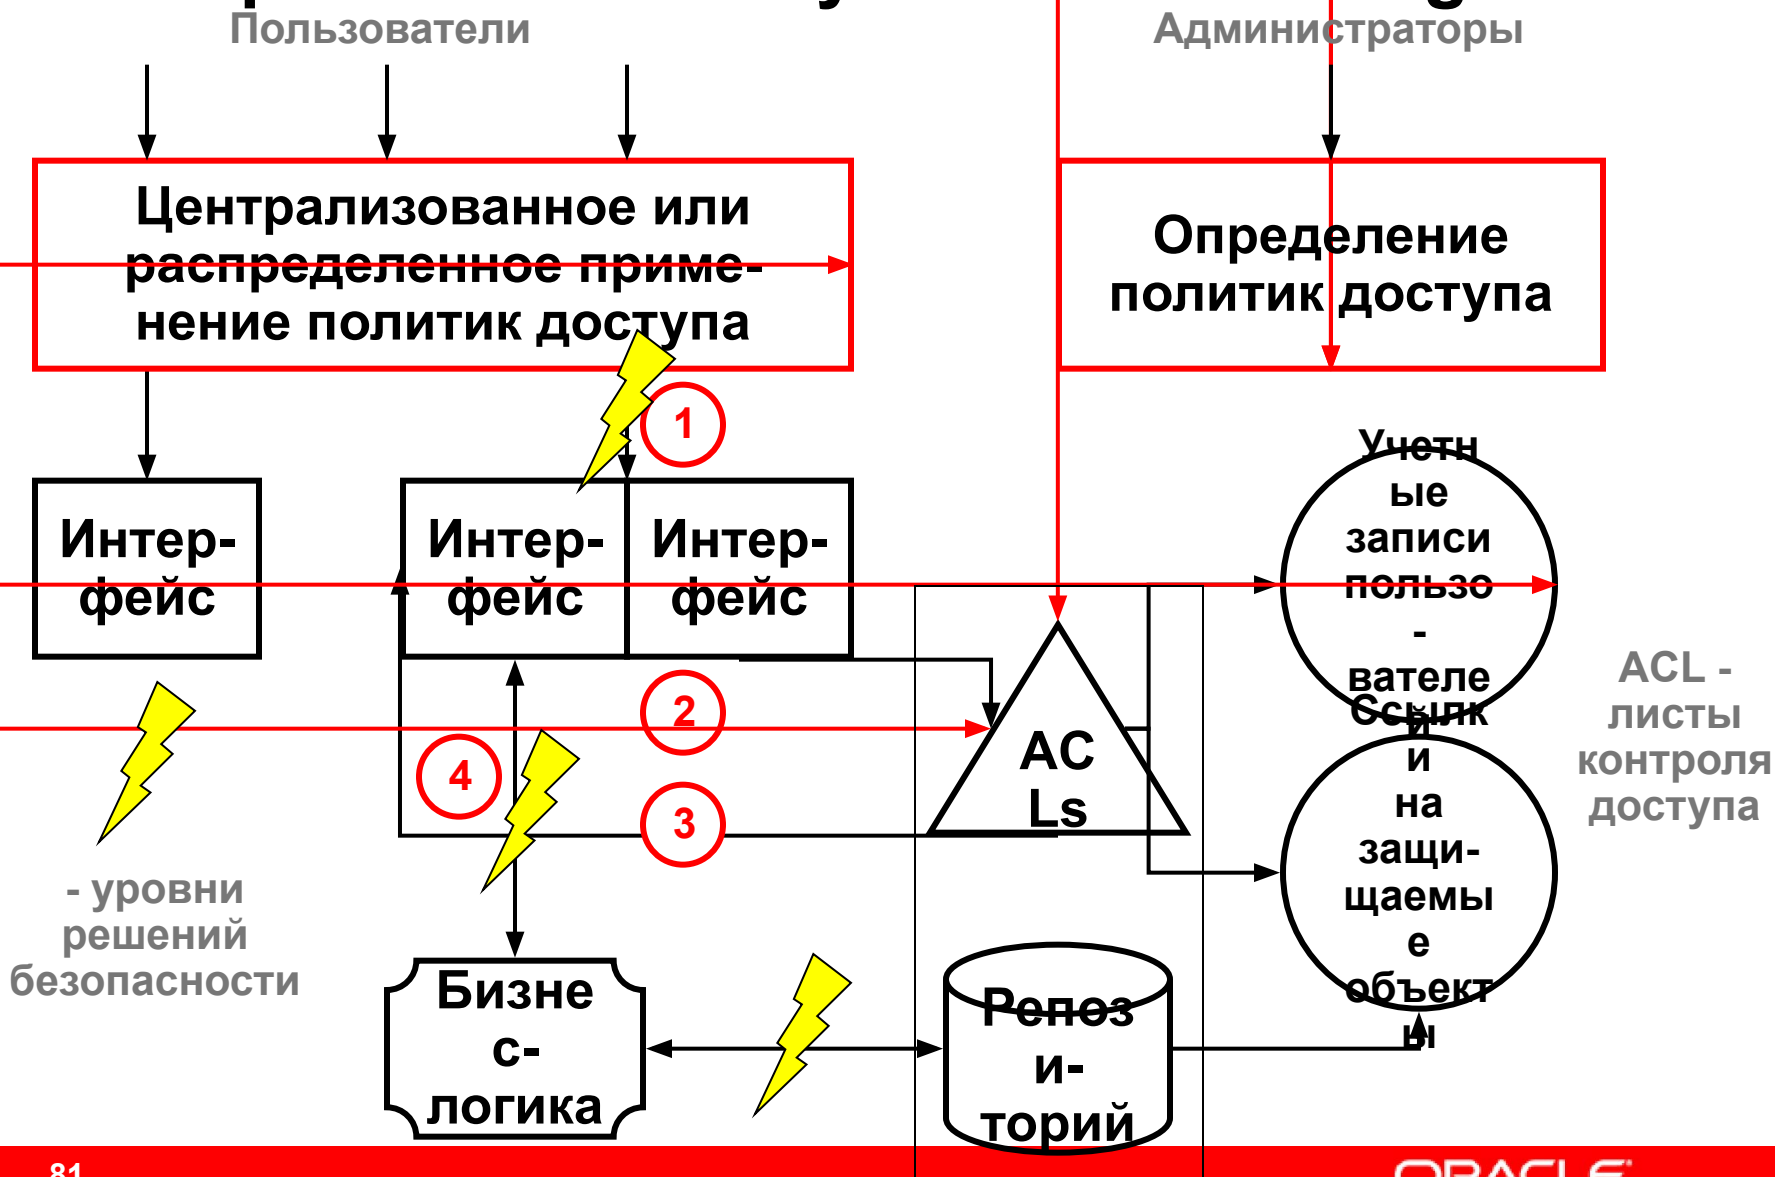 Пользователи
Администраторы
Централизованное или
распределенное приме-
нение политик доступа
Определение
политик доступа
1
Интер-
фейс
Интер-
фейс
Интер-
фейс
Учетн
ые
записи
пользо
-
вателе
й
2
4
3
AC
Ls
Ссылк
и
на
защи-
щаемы
е
объект
ы
ACL -
листы
контроля
доступа
- уровни
решений
безопасности
Бизне
с-
логика
Репоз
и-
торий
81
ORACLE